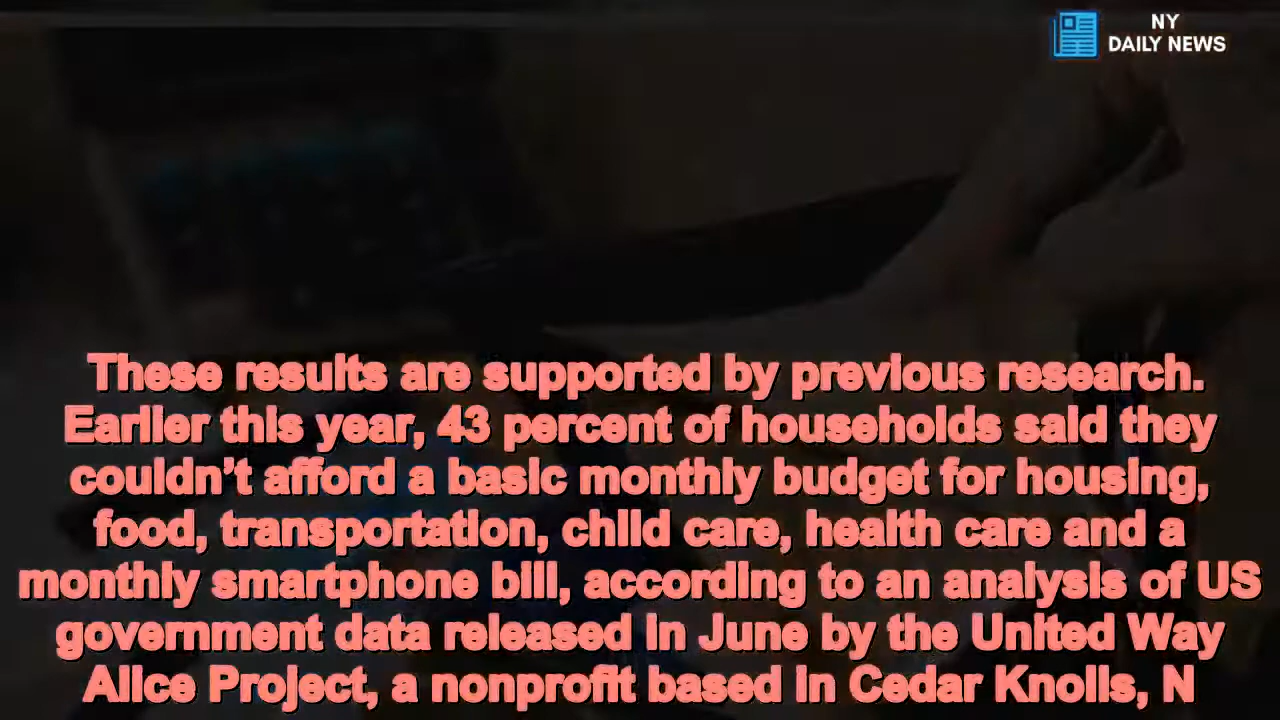 NY
DAILY NEWS
These results are supported by previous research.
Earlier this year, 43 percent of households said they
couldn’t afford a basic monthly budget for housing,
food, transportation, child care, health care and a
monthly smartphone bill, according to an analysis of US
government data released in June by the United Way
Alice Project, a nonprofit based in Cedar Knolls, N